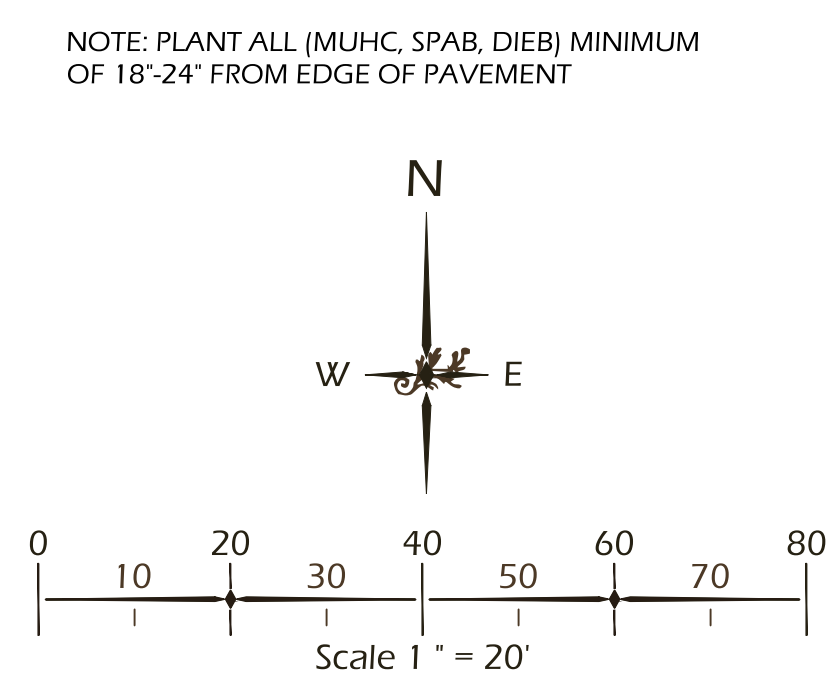 NOTE: PLANT ALL (MUHC, SPAB, DIEB) MINIMUM
OF 18"-24" FROM EDGE OF PAVEMENT
N
W E
0 20 40 60 80
10 30 50 70
Scale 1 " = 20'